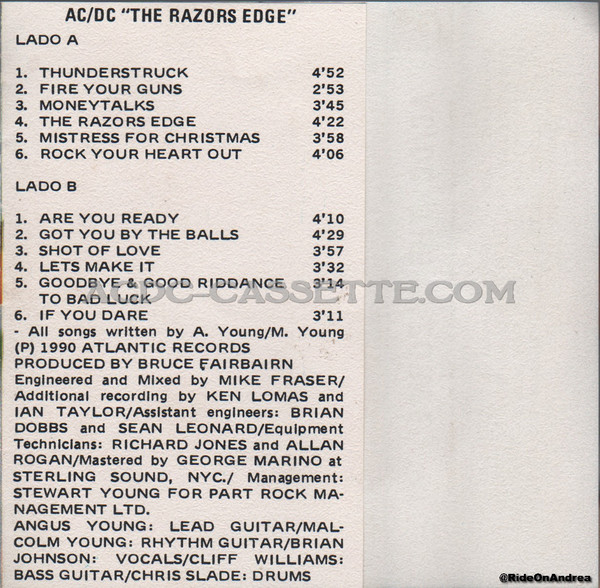 AC/DC "THE RAZORS EDGE"
LADO A
1. THUNDERSTRUCK 4'52
2. FIRE YOUR GUNS 2'53
3. MONEYTALKS 3'45
4. THE RAZORS EDGE 4'22
5. MISTRESS FOR CHRISTMAS 3'58
6. ROCK YOUR HEART OUT 4'06
LADO B
1. ARE YOU READY 4'10
2. GOT YOU BY THE BALLS 4'29
3. SHOT OF LOVE 3'57
4. LETS MAKE IT 3'32
5. GOODBYE & GOOD RIDDANCE 3'14
TO BAD LUCK
ACDC-CASSETTE.COM
6. IF YOU DARE 3'11
- All songs written by A. Young/M. Young
(P) 1990 ATLANTIC RECORDS
PRODUCED BY BRUCE FAIRBAIRN
Engineered and Mixed by MIKE FRASER/
Additional recording by KEN LOMAS and
IAN TAYLOR/Assistant engineers: BRIAN
DOBBS and SEAN LEONARD/Equipment
Technicians: RICHARD JONES and ALLAN
ROGAN/Mastered by GEORGE MARINO at
STERLING SOUND, NYC./ Management:
STEWART YOUNG FOR PART ROCK MA-
NAGEMENT LTD.
ANGUS YOUNG: LEAD GUITAR/MAL-
COLM YOUNG: RHYTHM GUITAR/BRIAN
JOHNSON: VOCALS/CLIFF WILLIAMS:
BASS GUITAR/CHRIS SLADE: DRUMS
@RideOnAndrea